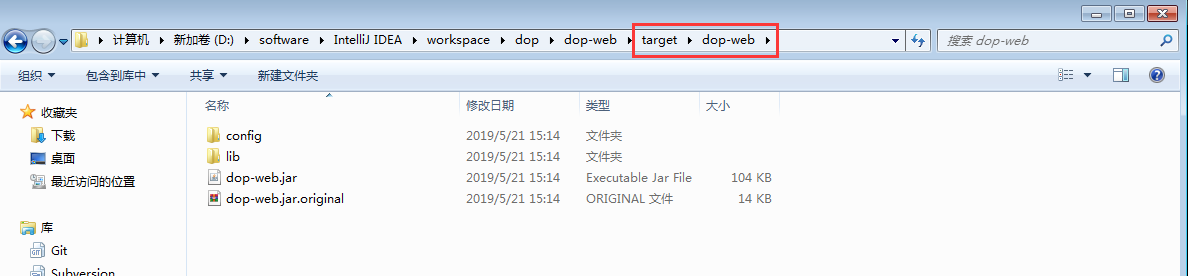 计算机 新加卷 (D:) software IntelliJ IDEA workspace dop dop-web target dop-web 搜索 dop-web
组织 包含到库中 共享 新建文件夹
收藏夹
下载
桌面
最近访问的位置
库
Git
Subversion
名称 修改日期 类型 大小
config 2019/5/21 15:14 文件夹
lib 2019/5/21 15:14 文件夹
dop-web.jar 2019/5/21 15:14 Executable Jar File 104 KB
dop-web.jar.original 2019/5/21 15:14 ORIGINAL 文件 14 KB